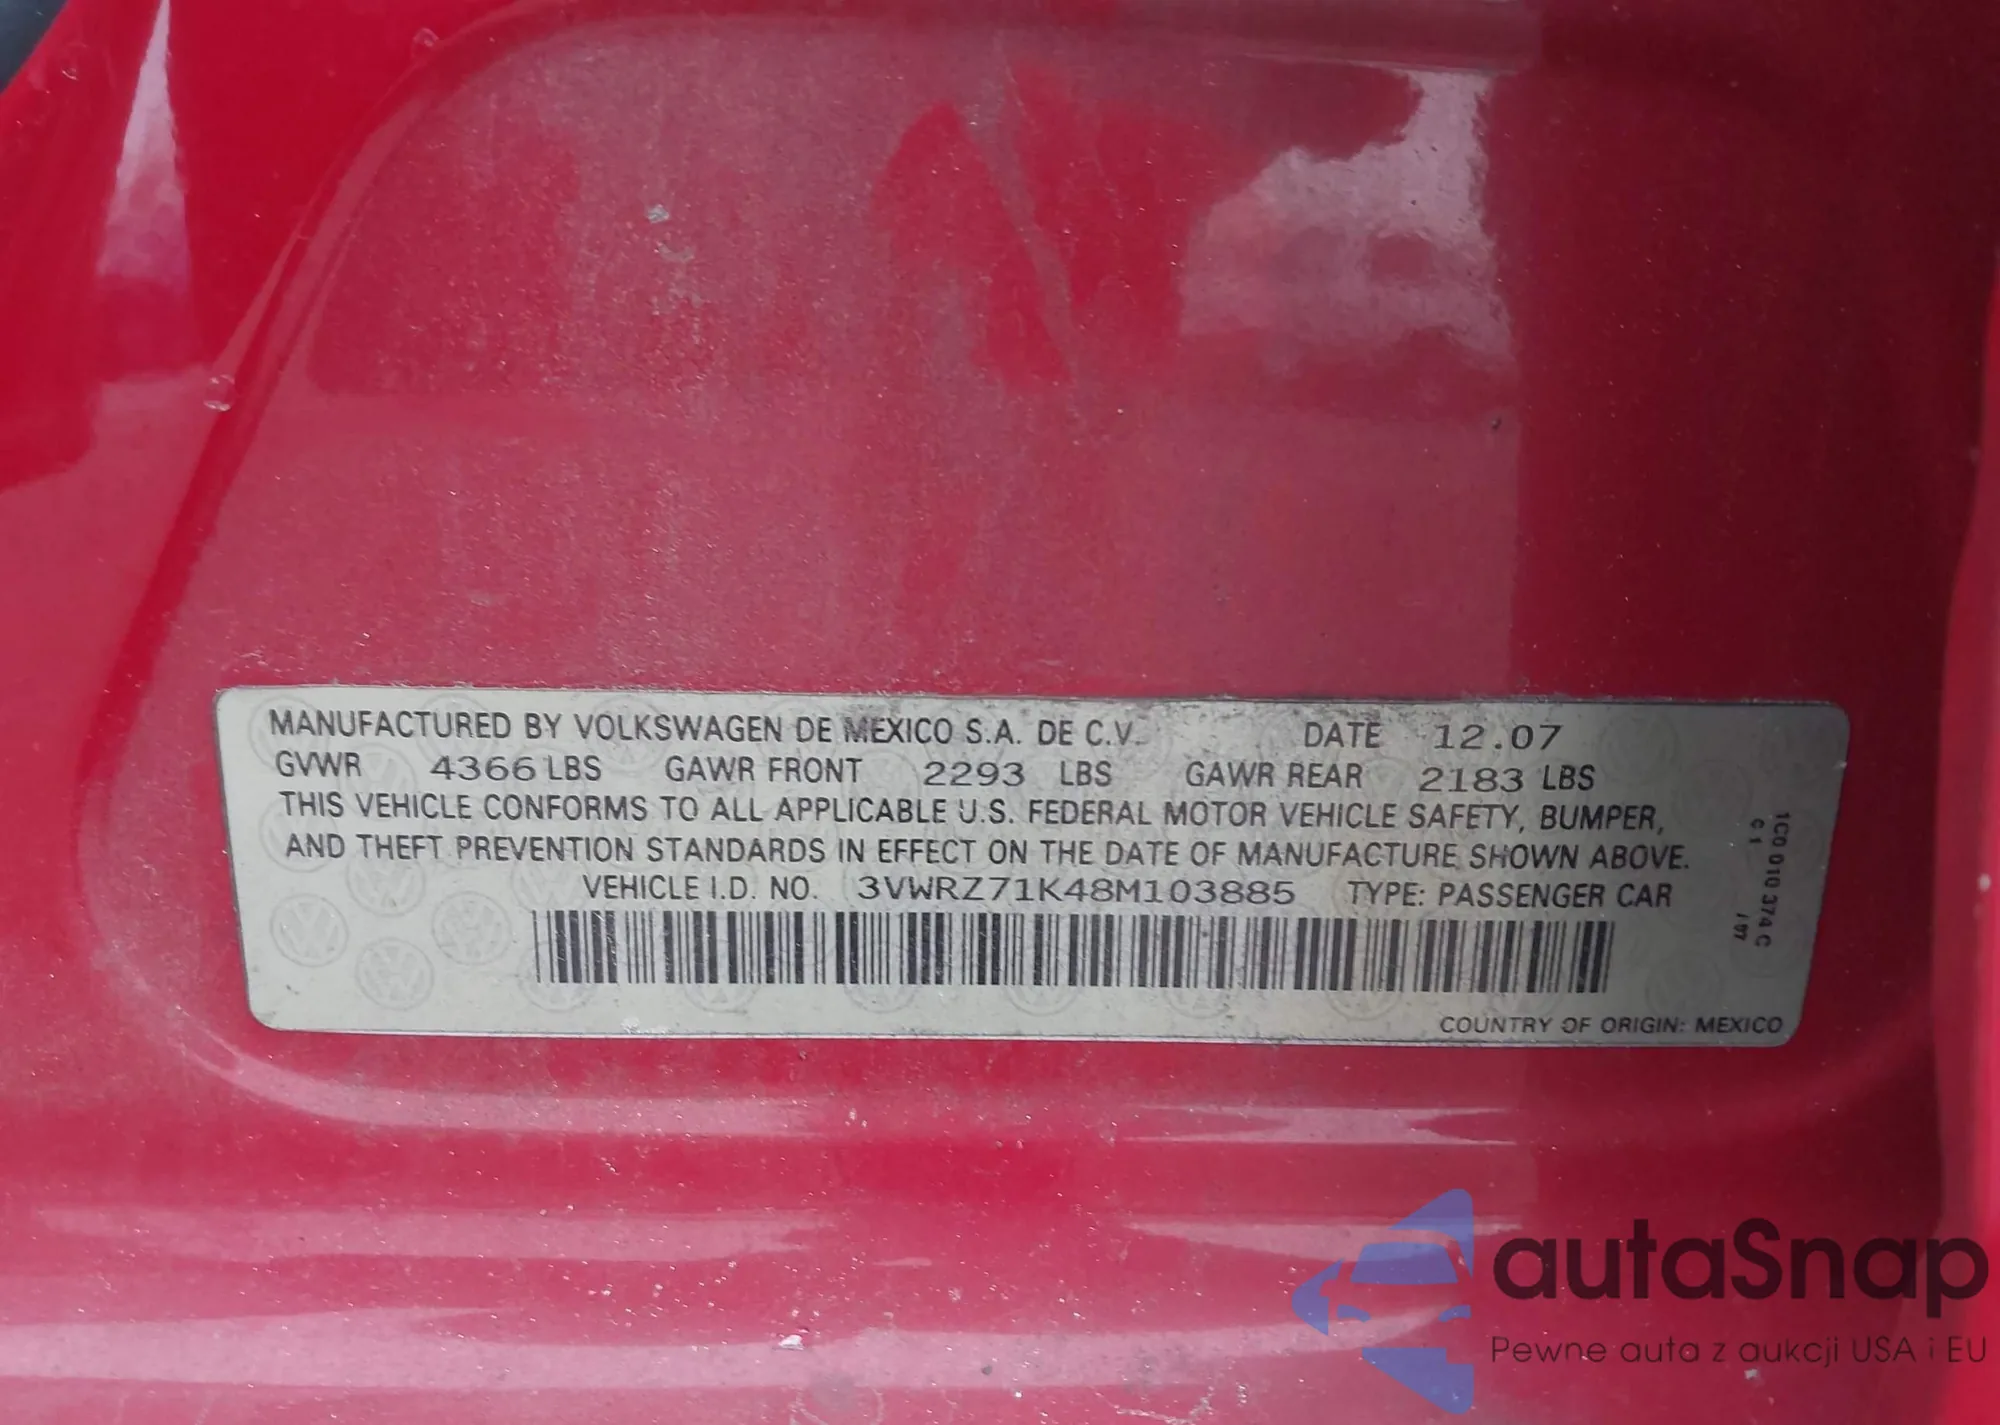 MANUFACTURED BY VOLKSWAGEN DE MEXICO S.A. DE C.V. DATE 12.07
GVWR 4366 LBS GAWR FRONT 2293 LBS GAWR REAR 2183 LBS
THIS VEHICLE CONFORMS TO ALL APPLICABLE U.S. FEDERAL MOTOR VEHICLE SAFETY, BUMPER,
AND THEFT PREVENTION STANDARDS IN EFFECT ON THE DATE OF MANUFACTURE SHOWN ABOVE.
VEHICLE I.D. NO. 3VWRZ71K48M103885 TYPE: PASSENGER CAR
1C0 010 374 C
COUNTRY OF ORIGIN: MEXICO
autaSnap
Pewne auta z aukcji USA i EU